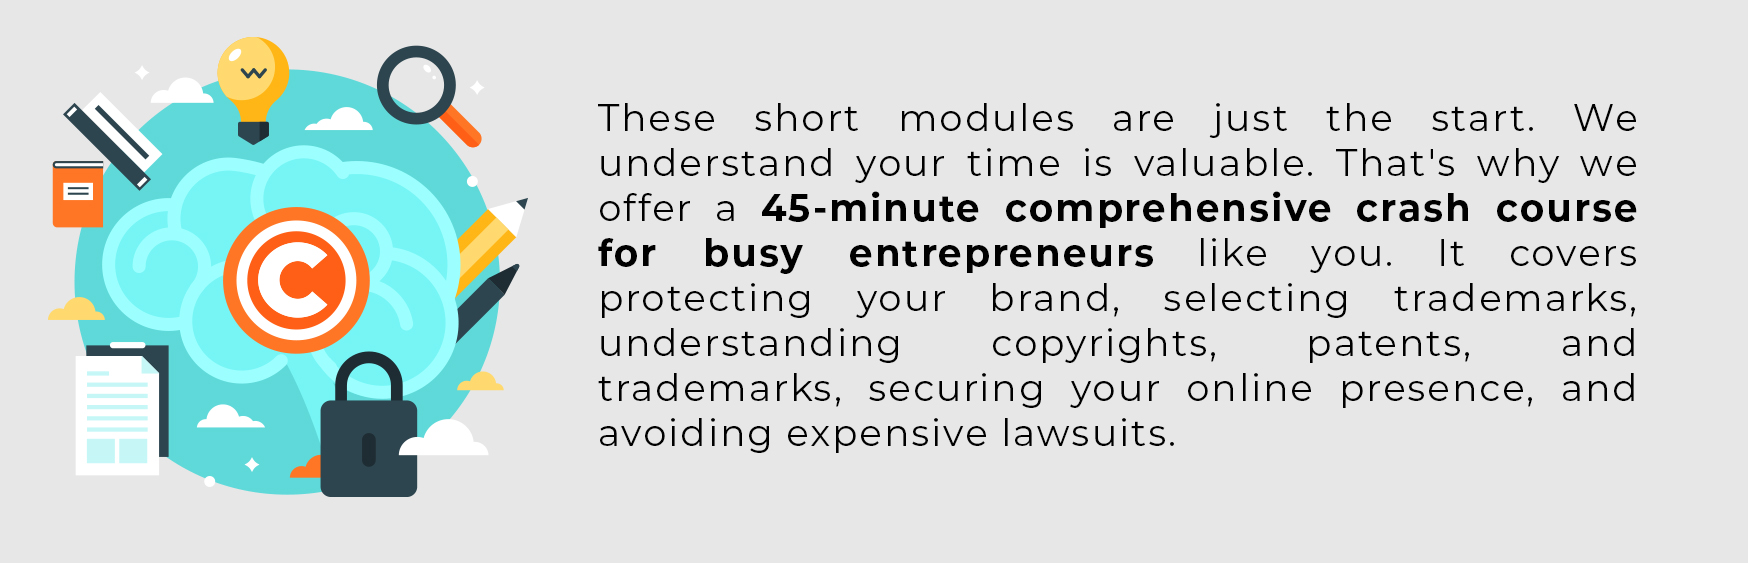 These short modules are just the start. We
understand your time is valuable. That's why we
offer a 45-minute comprehensive crash course
for busy entrepreneurs like you. It covers
protecting your brand, selecting trademarks,
understanding copyrights, patents, and
trademarks, securing your online presence, and
avoiding expensive lawsuits.